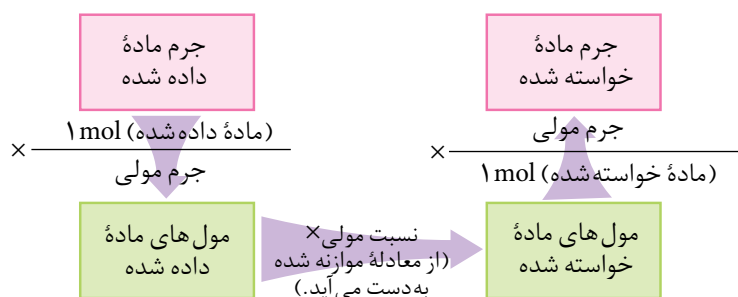 جرم مادهٔ
داده شده
جرم مادهٔ
خواسته شده
× ۱mol (مادهٔ داده‌شده)
جرم مولی
جرم مولی
× ۱mol (مادهٔ خواسته‌شده)
مول‌های مادهٔ
داده شده
نسبت مولی×
(از معادلهٔ موازنه شده
به‌دست می‌آید.)
مول‌های مادهٔ
خواسته شده